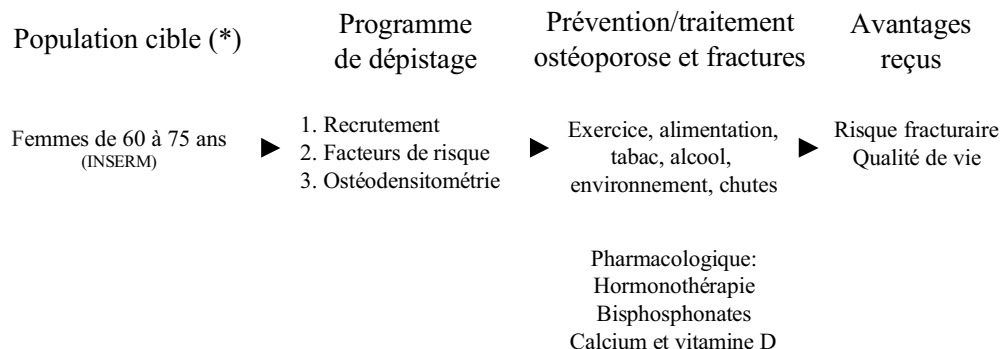 Population cible (*)
Programme
de dépistage
Prévention/traitement
ostéoporose et fractures
Avantages
reçus
Femmes de 60 à 75 ans
(INSERM)
1. Recrutement
2. Facteurs de risque
3. Ostéodensitométrie
Exercice, alimentation,
tabac, alcool,
environnement, chutes
Risque fracturaire
Qualité de vie
Pharmacologique:
Hormonothérapie
Bisphosphonates
Calcium et vitamine D